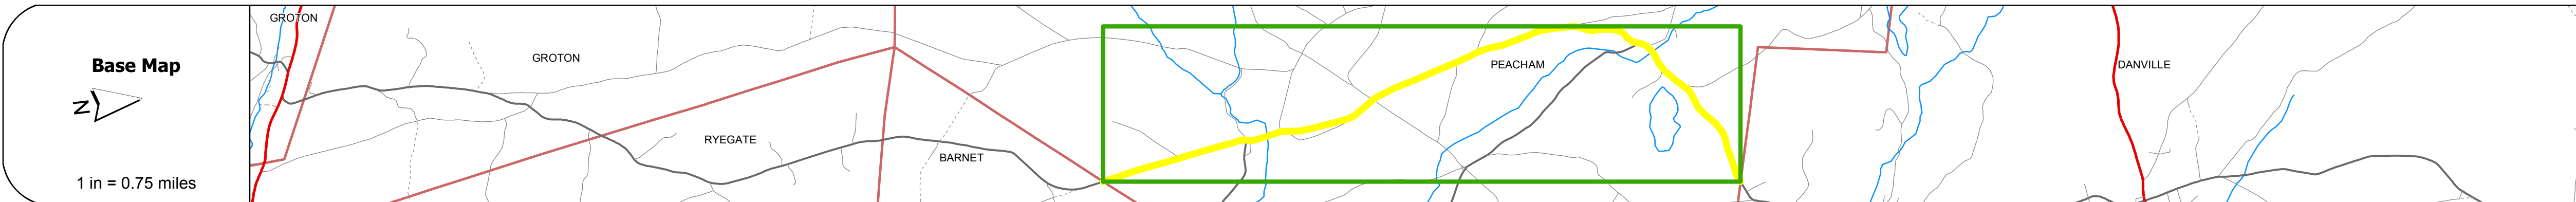 Base Map
N
1 in = 0.75 miles
GROTON
GROTON
RYEGATE
BARNET
PEACHAM
DANVILLE